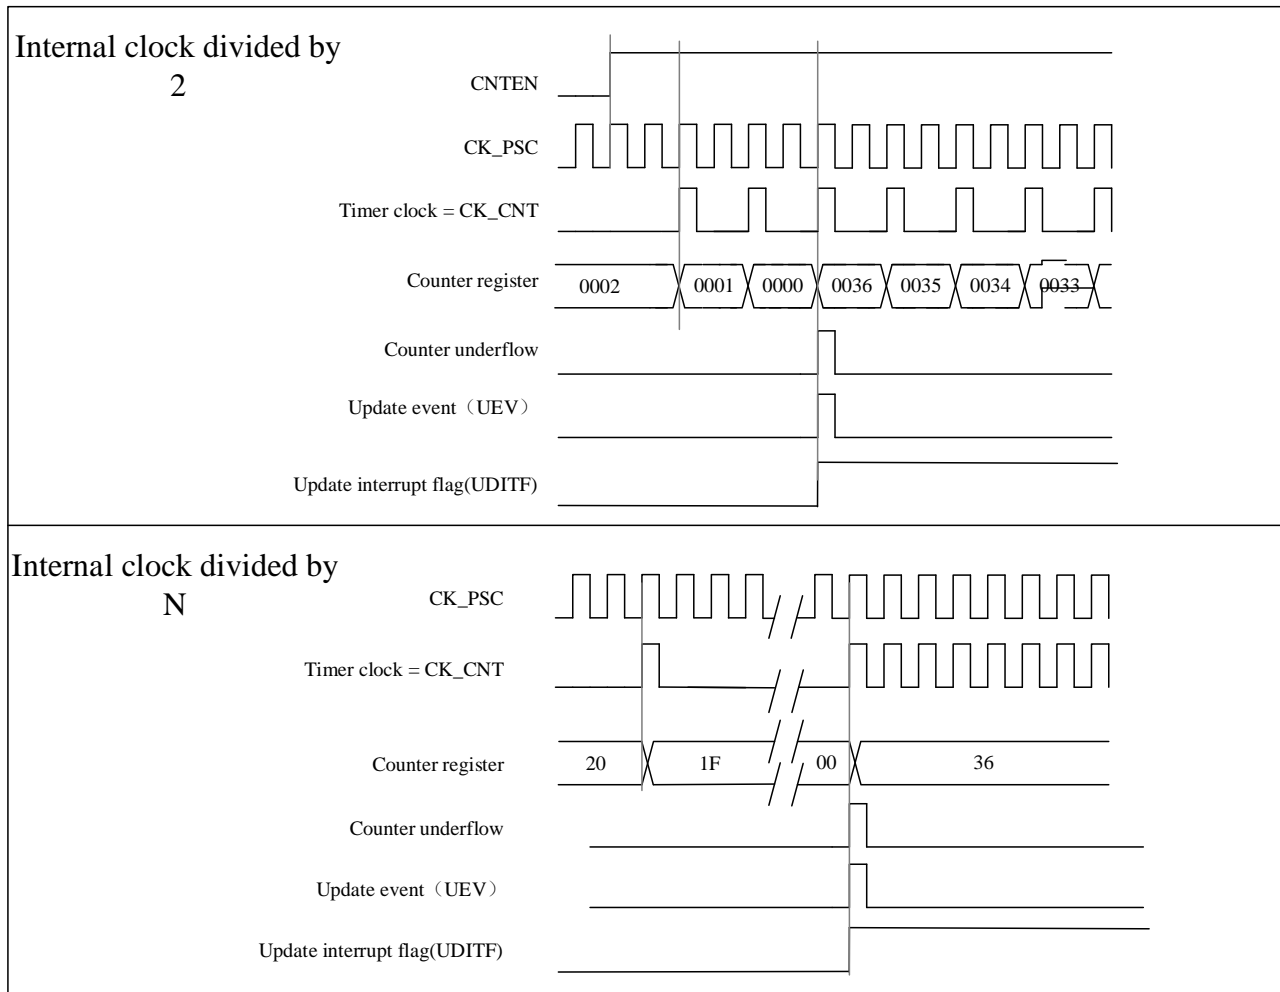 Internal clock divided by
2
CNTEN
CK_PSC
Timer clock = CK_CNT
Counter register
0002 0001 0000 0036 0035 0034 0033
Counter underflow
Update event（UEV）
Update interrupt flag(UDITF)
Internal clock divided by
N
CK_PSC
Timer clock = CK_CNT
Counter register
20 1F 00 36
Counter underflow
Update event（UEV）
Update interrupt flag(UDITF)